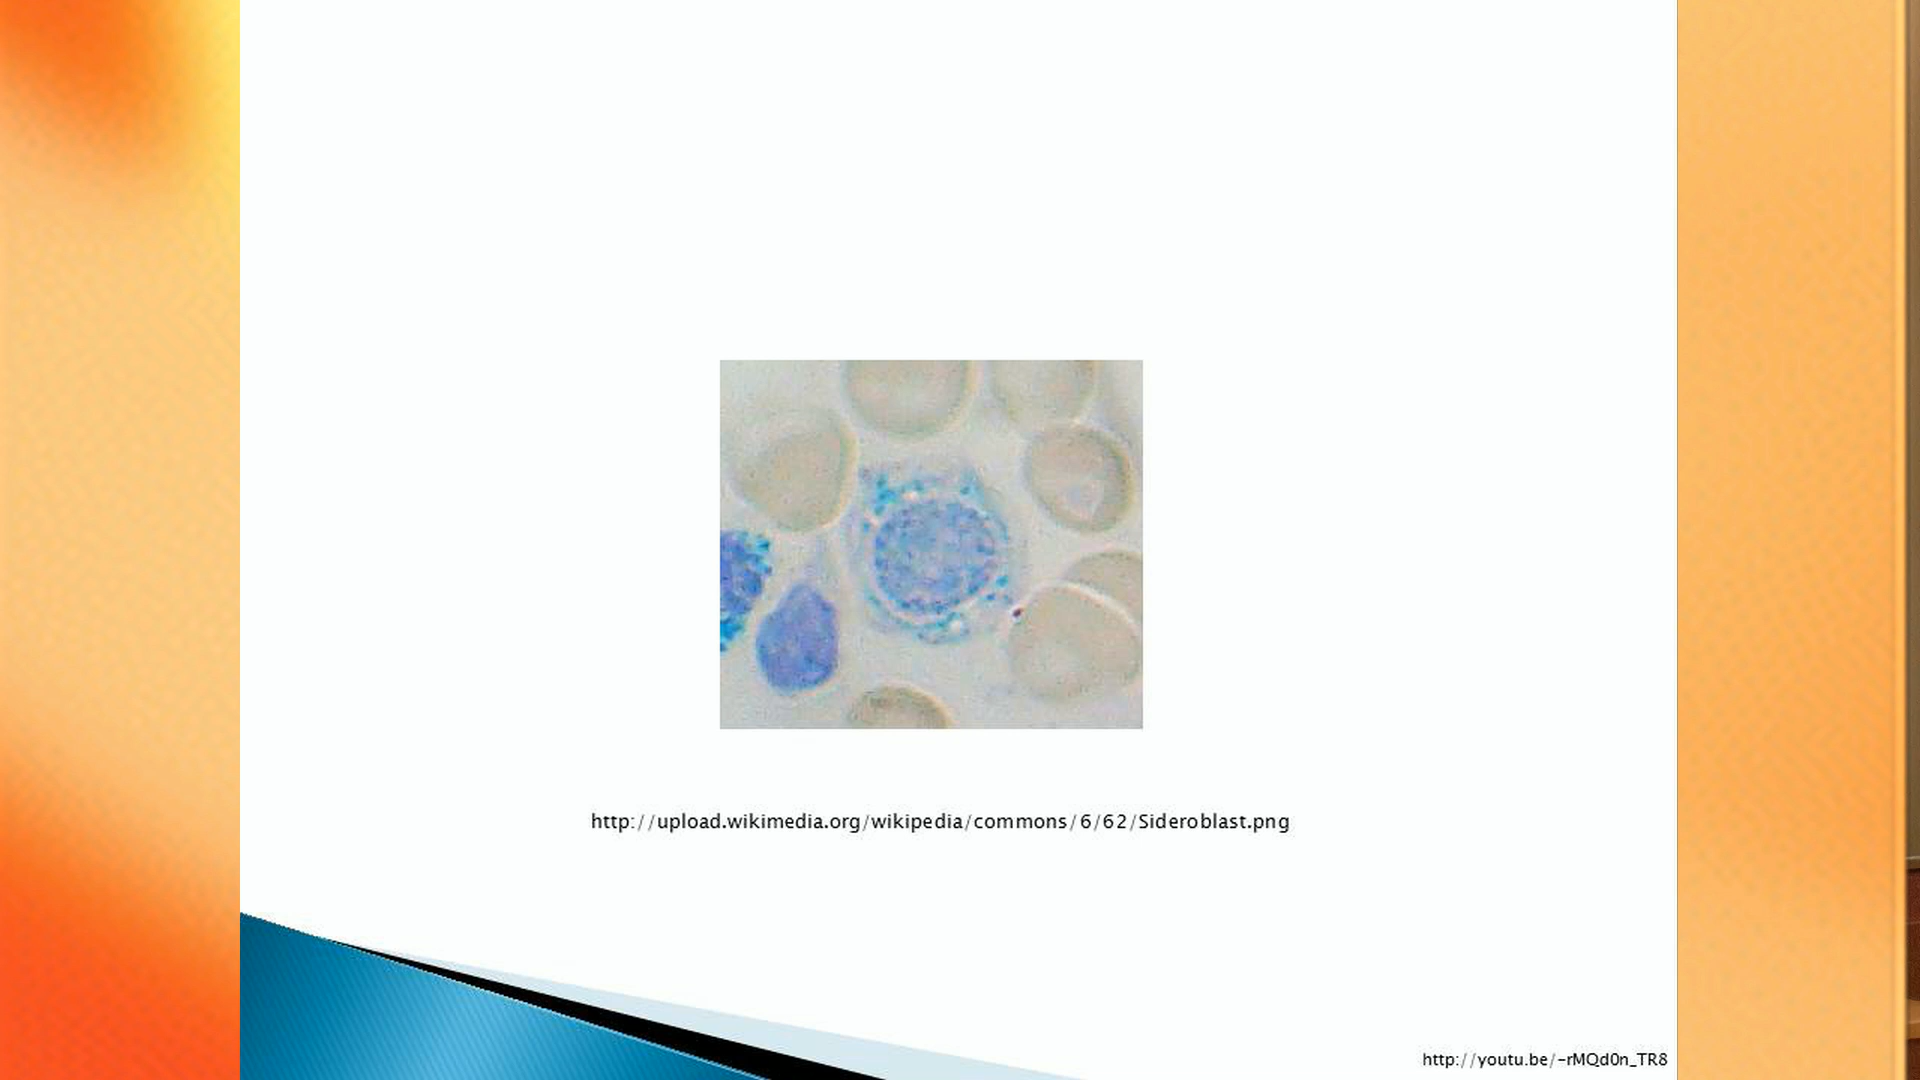 http://upload.wikimedia.org/wikipedia/commons/6/62/Sideroblast.png
http://youtu.be/-rMQd0n_TR8